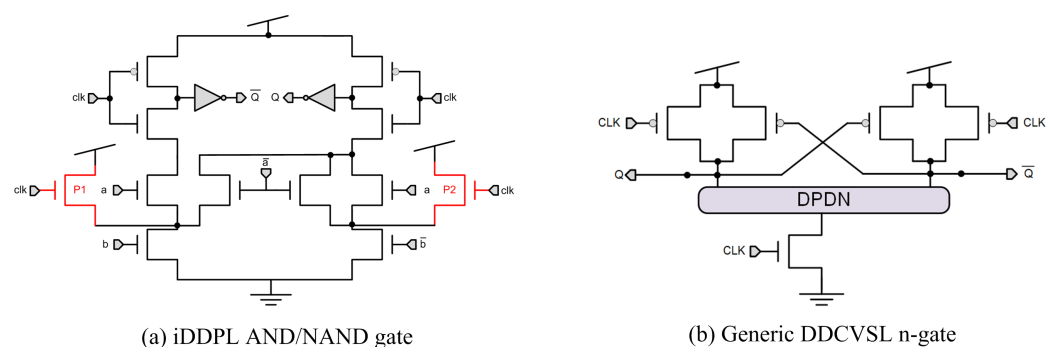 clk
Q̅
Q
clk
clk
P1
a
a̅
a
P2
clk
b
b̅
(a) iDDPL AND/NAND gate
CLK
CLK
Q
Q̅
DPDN
CLK
(b) Generic DDCVSL n-gate